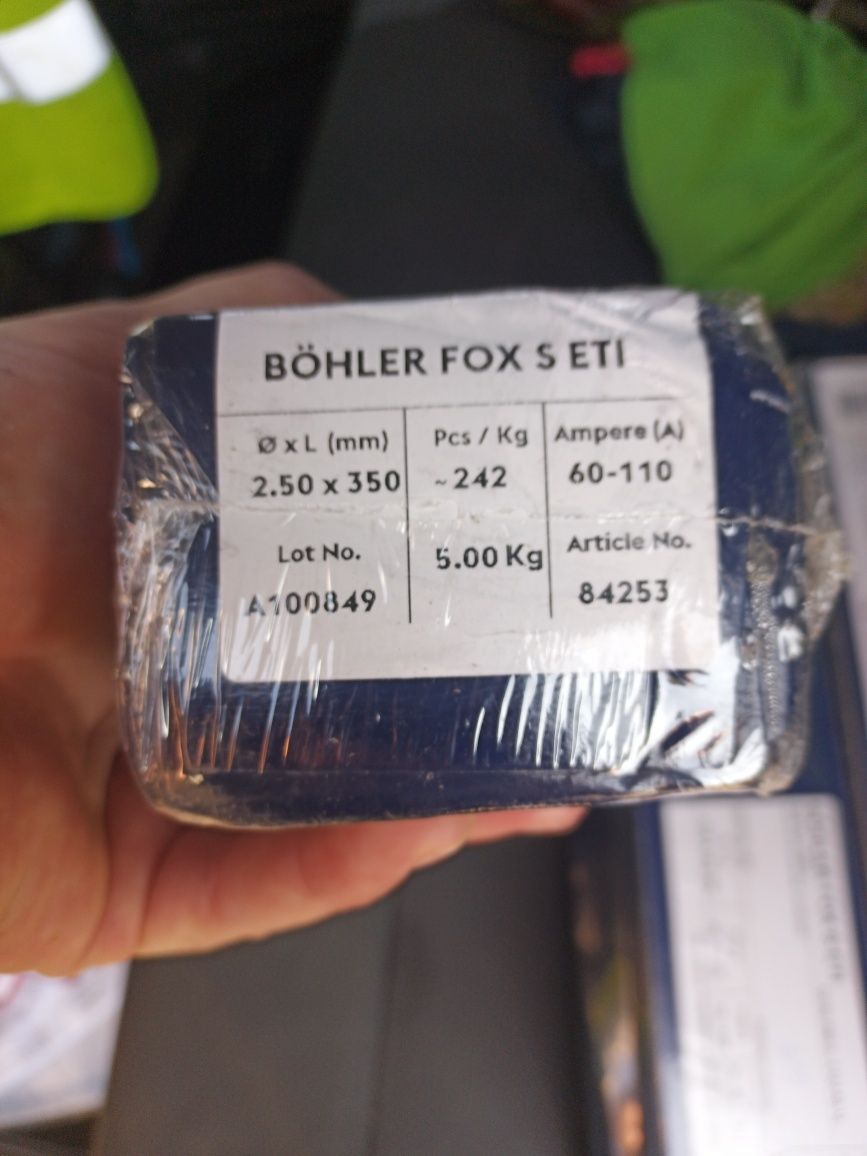 BÖHLER FOX S ETI
Ø x L (mm) Pcs / Kg Ampere (A)
2.50 x 350 ~242 60-110
Lot No. 5.00 Kg Article No.
A100849 84253